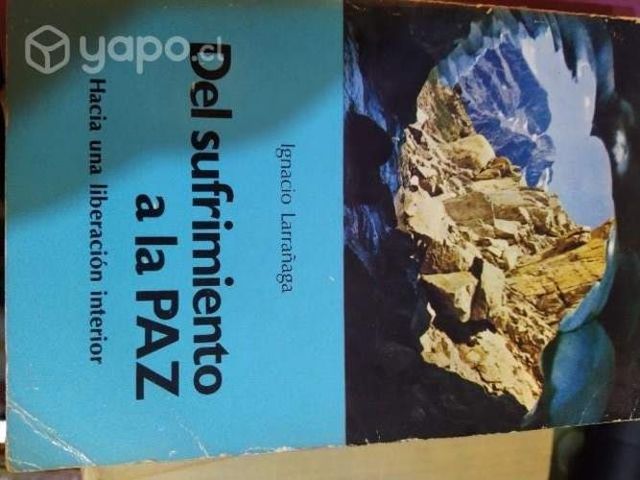 yapo.cl
Ignacio Larrañaga
Del sufrimiento
a la PAZ
Hacia una liberación interior